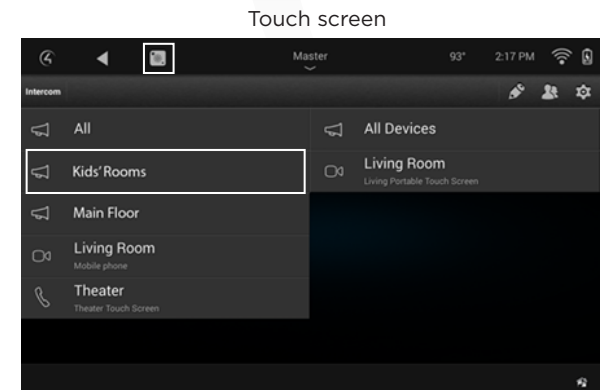 Touch screen
Master
93°
2:17 PM
Intercom
All
Kids' Rooms
Main Floor
Living Room
Mobile phone
Theater
Theater Touch Screen
All Devices
Living Room
Living Portable Touch Screen